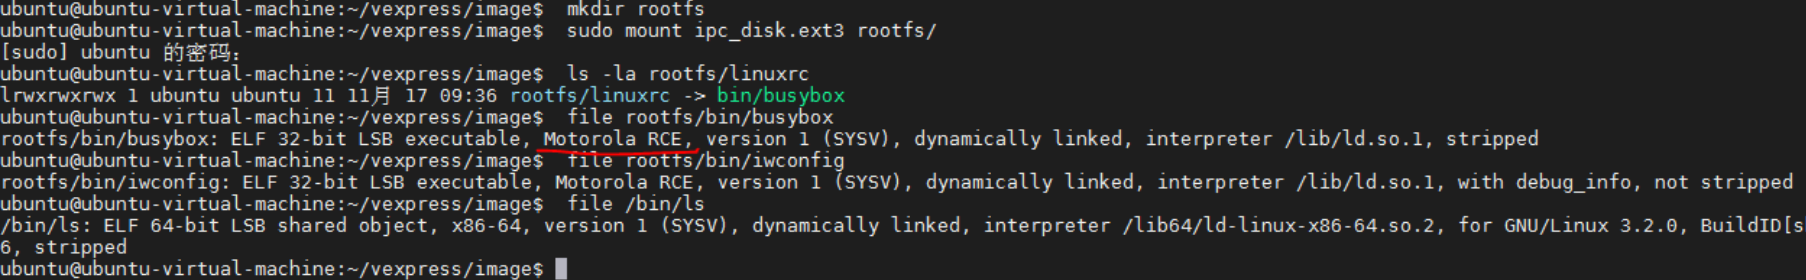 ubuntu@ubuntu-virtual-machine:~/vexpress/image$  mkdir rootfs
ubuntu@ubuntu-virtual-machine:~/vexpress/image$  sudo mount ipc_disk.ext3 rootfs/
[sudo] ubuntu 的密码：
ubuntu@ubuntu-virtual-machine:~/vexpress/image$  ls -la rootfs/linuxrc
lrwxrwxrwx 1 ubuntu ubuntu 11 11月 17 09:36 rootfs/linuxrc -> bin/busybox
ubuntu@ubuntu-virtual-machine:~/vexpress/image$  file rootfs/bin/busybox
rootfs/bin/busybox: ELF 32-bit LSB executable, Motorola RCE, version 1 (SYSV), dynamically linked, interpreter /lib/ld.so.1, stripped
ubuntu@ubuntu-virtual-machine:~/vexpress/image$  file rootfs/bin/iwconfig
rootfs/bin/iwconfig: ELF 32-bit LSB executable, Motorola RCE, version 1 (SYSV), dynamically linked, interpreter /lib/ld.so.1, with debug_info, not stripped
ubuntu@ubuntu-virtual-machine:~/vexpress/image$  file /bin/ls
/bin/ls: ELF 64-bit LSB shared object, x86-64, version 1 (SYSV), dynamically linked, interpreter /lib64/ld-linux-x86-64.so.2, for GNU/Linux 3.2.0, BuildID[s
6, stripped
ubuntu@ubuntu-virtual-machine:~/vexpress/image$